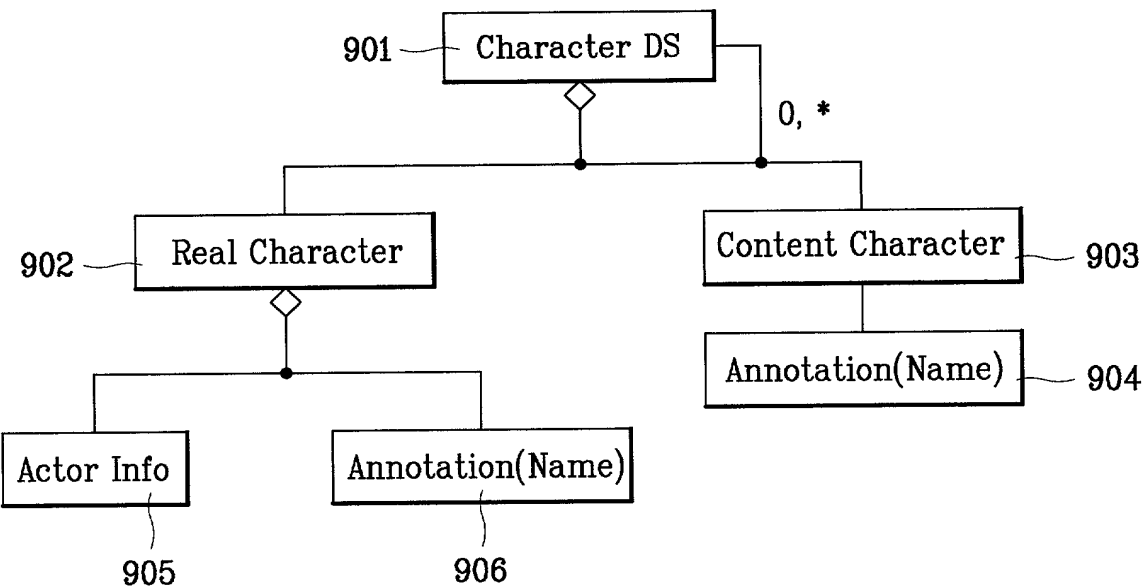 901
Character DS
0, *
902
Real Character
Content Character
903
Annotation(Name)
904
Actor Info
Annotation(Name)
905
906